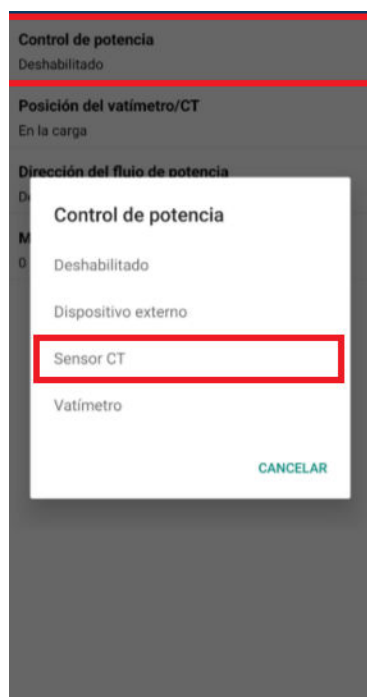 Control de potencia
Deshabilitado
Posición del vatímetro/CT
En la carga
Dirección del flujo de potencia
Control de potencia
Deshabilitado
Dispositivo externo
Sensor CT
Vatímetro
CANCELAR
0